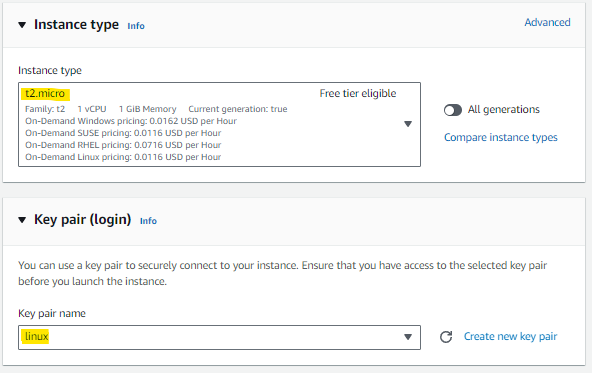 Instance type Info Advanced
Instance type
t2.micro Free tier eligible
Family: t2 1 vCPU 1 GiB Memory Current generation: true
On-Demand Windows pricing: 0.0162 USD per Hour
On-Demand SUSE pricing: 0.0116 USD per Hour
On-Demand RHEL pricing: 0.0716 USD per Hour
On-Demand Linux pricing: 0.0116 USD per Hour
All generations
Compare instance types
Key pair (login) Info
You can use a key pair to securely connect to your instance. Ensure that you have access to the selected key pair
before you launch the instance.
Key pair name
linux
Create new key pair